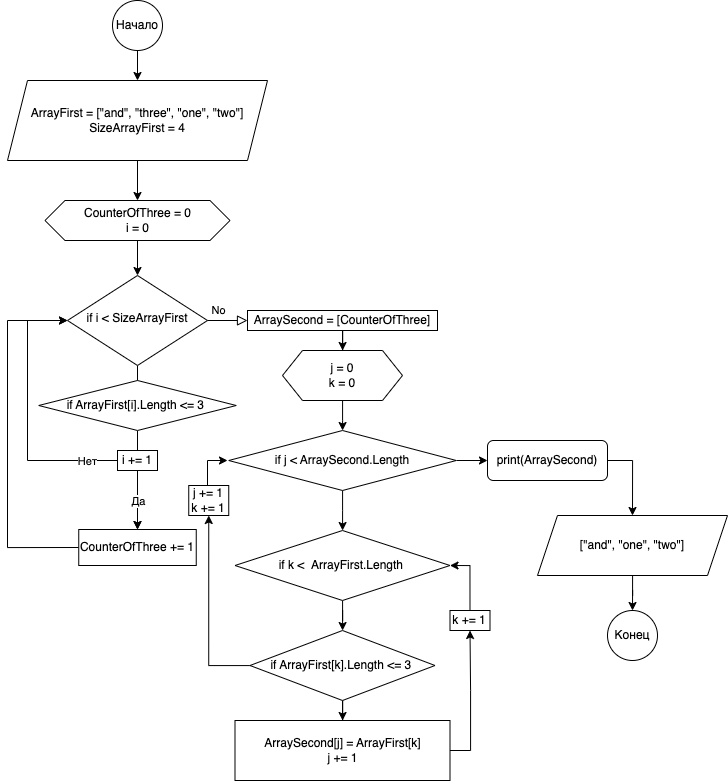 Начало
ArrayFirst = ["and", "three", "one", "two"]
SizeArrayFirst = 4
CounterOfThree = 0
i = 0
if i < SizeArrayFirst
No
ArraySecond = [CounterOfThree]
j = 0
k = 0
if ArrayFirst[i].Length <= 3
Нет
i += 1
Да
CounterOfThree += 1
if j < ArraySecond.Length
print(ArraySecond)
j += 1
k += 1
["and", "one", "two"]
if k < ArrayFirst.Length
k += 1
Конец
if ArrayFirst[k].Length <= 3
ArraySecond[j] = ArrayFirst[k]
j += 1